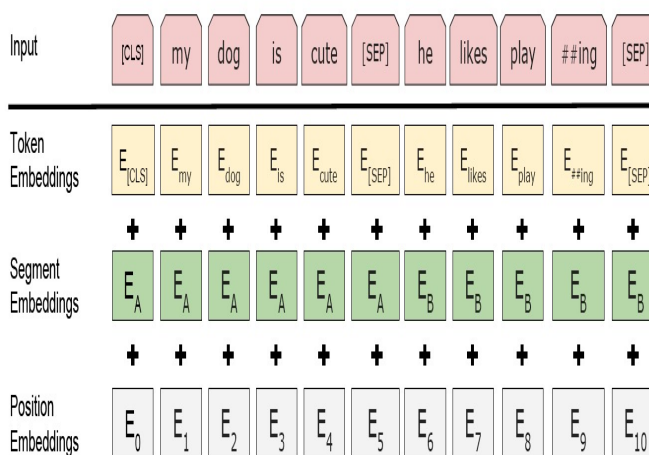 Input [CLS] my dog is cute [SEP] he likes play ##ing [SEP]
Token
Embeddings E[CLS] Emy Edog Eis Ecute E[SEP] Ehe Elikes Eplay E##ing E[SEP]
+ + + + + + + + + + +
Segment
Embeddings EA EA EA EA EA EA EB EB EB EB EB
+ + + + + + + + + + +
Position
Embeddings E0 E1 E2 E3 E4 E5 E6 E7 E8 E9 E10